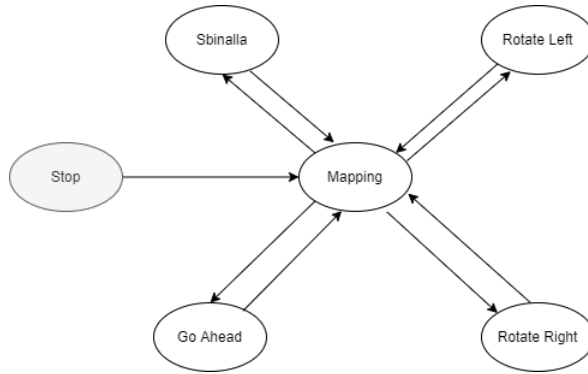 Sbinalla
Rotate Left
Stop
Mapping
Go Ahead
Rotate Right